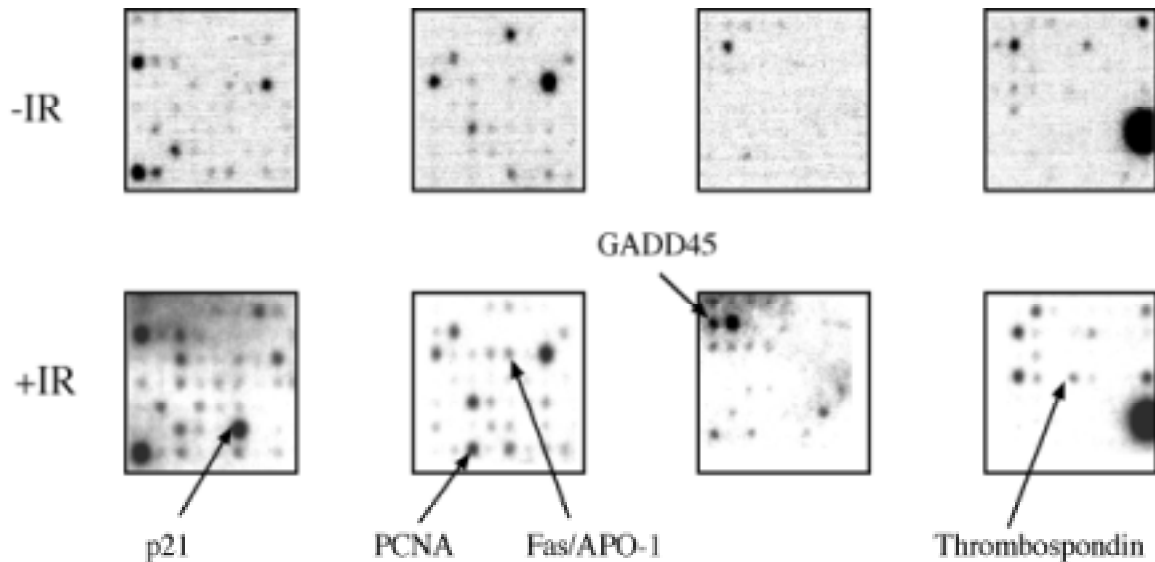 -IR
GADD45
+IR
p21
PCNA
Fas/APO-1
Thrombospondin